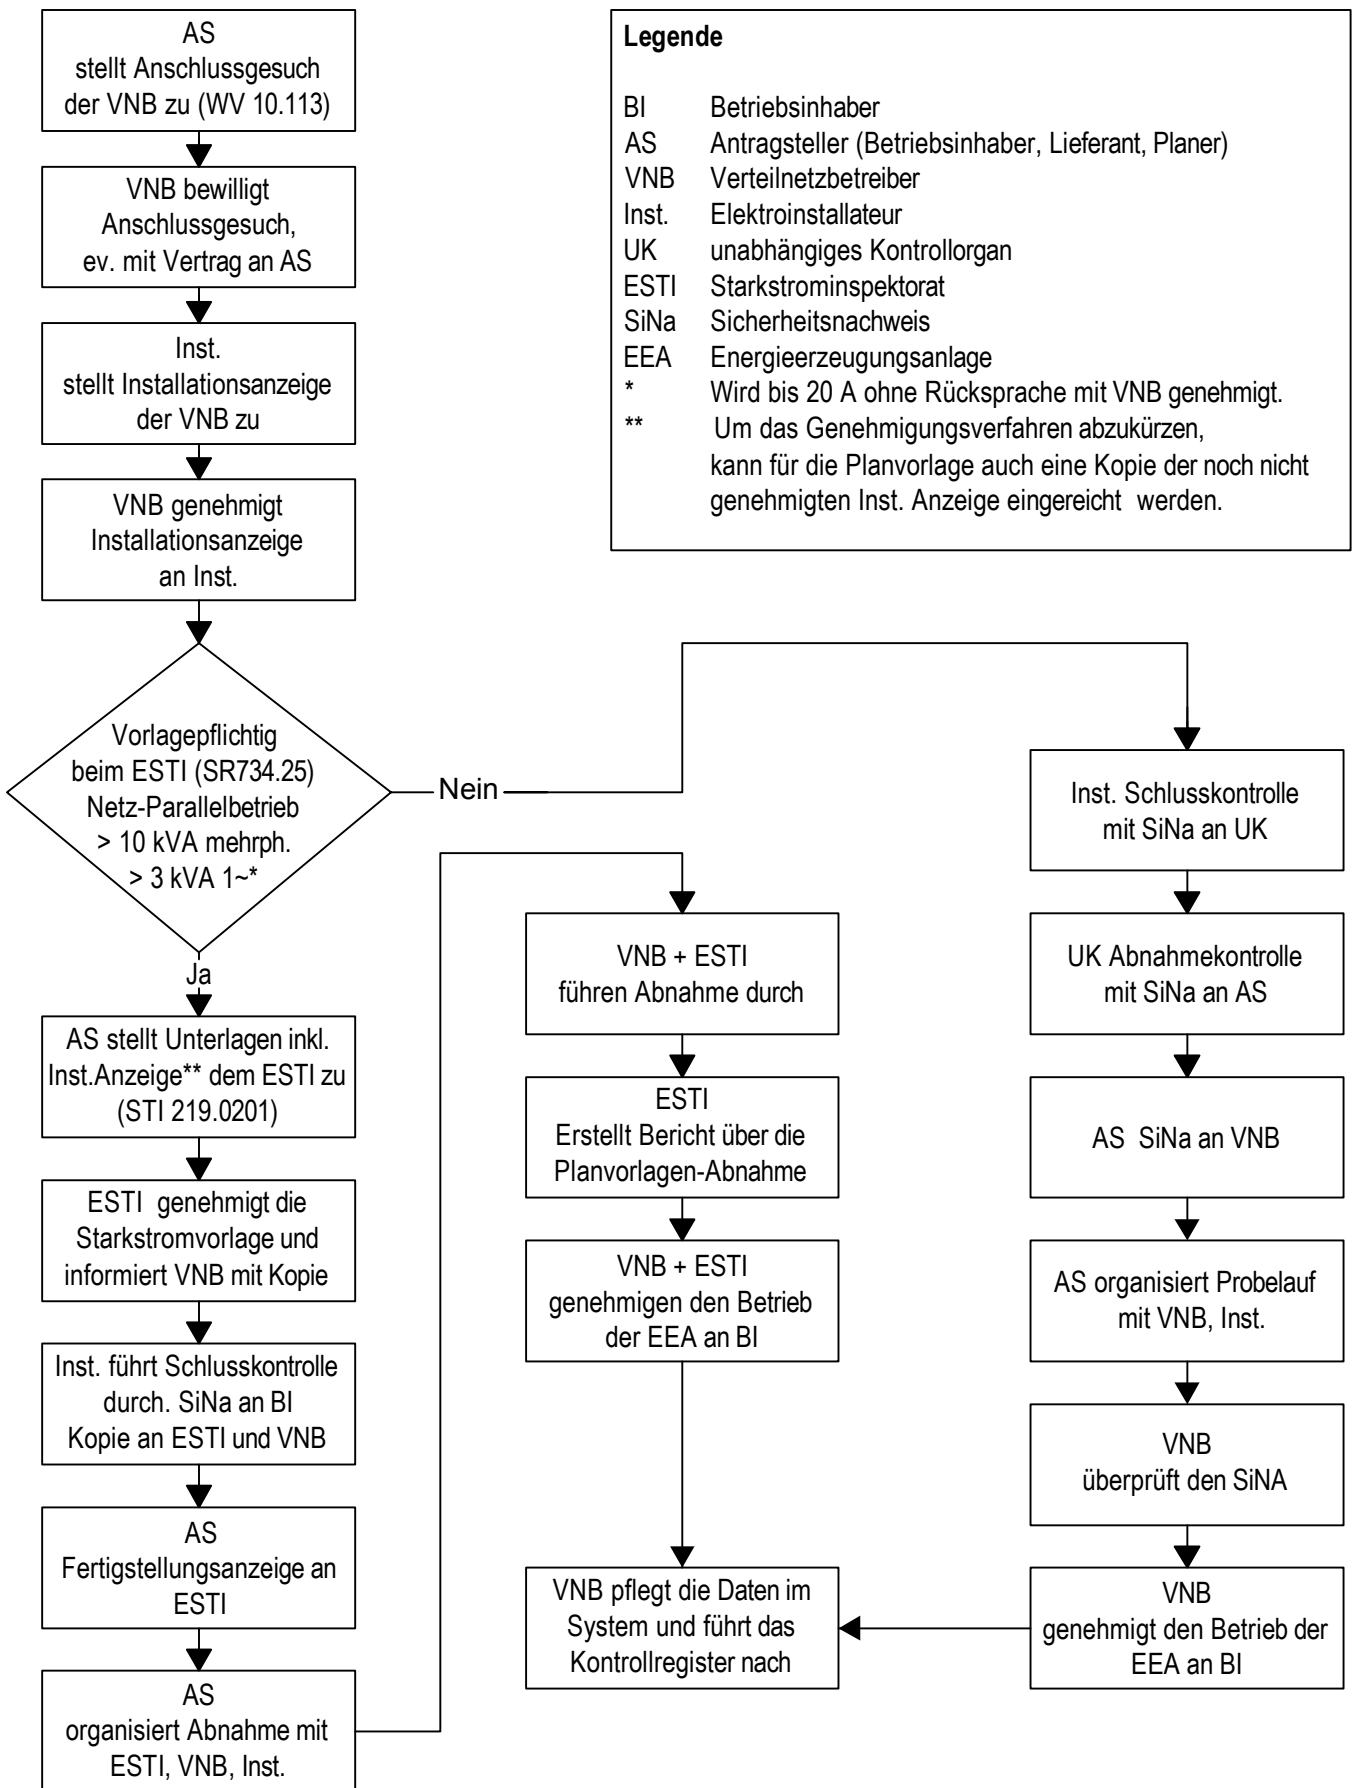 AS
stellt Anschlussgesuch
der VNB zu (WV 10.113)
VNB bewilligt
Anschlussgesuch,
ev. mit Vertrag an AS
Inst.
stellt Installationsanzeige
der VNB zu
VNB genehmigt
Installationsanzeige
an Inst.
Legende
BI Betriebsinhaber
AS Antragsteller (Betriebsinhaber, Lieferant, Planer)
VNB Verteilnetzbetreiber
Inst. Elektroinstallateur
UK unabhängiges Kontrollorgan
ESTI Starkstrominspektorat
SiNa Sicherheitsnachweis
EEA Energieerzeugungsanlage
* Wird bis 20 A ohne Rücksprache mit VNB genehmigt.
** Um das Genehmigungsverfahren abzukürzen,
kann für die Planvorlage auch eine Kopie der noch nicht
genehmigten Inst. Anzeige eingereicht werden.
Vorlagepflichtig
beim ESTI (SR734.25)
Netz-Parallelbetrieb
> 10 kVA mehrph.
> 3 kVA 1~*
Nein
Ja
AS stellt Unterlagen inkl.
Inst.Anzeige** dem ESTI zu
(STI 219.0201)
ESTI genehmigt die
Starkstromvorlage und
informiert VNB mit Kopie
Inst. führt Schlusskontrolle
durch. SiNa an BI
Kopie an ESTI und VNB
AS
Fertigstellungsanzeige an
ESTI
AS
organisiert Abnahme mit
ESTI, VNB, Inst.
VNB + ESTI
führen Abnahme durch
ESTI
Erstellt Bericht über die
Planvorlagen-Abnahme
VNB + ESTI
genehmigen den Betrieb
der EEA an BI
VNB pflegt die Daten im
System und führt das
Kontrollregister nach
Inst. Schlusskontrolle
mit SiNa an UK
UK Abnahmekontrolle
mit SiNa an AS
AS SiNa an VNB
AS organisiert Probelauf
mit VNB, Inst.
VNB
überprüft den SiNA
VNB
genehmigt den Betrieb der
EEA an BI